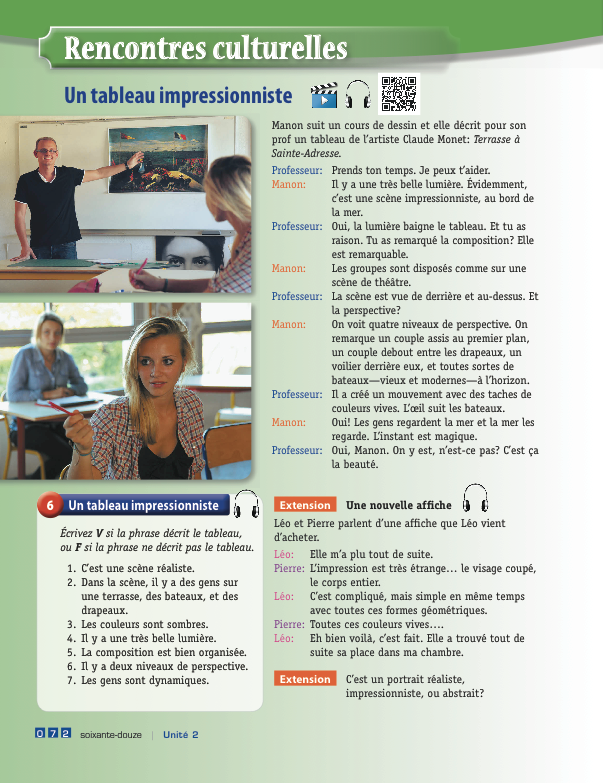 Rencontres culturelles
Un tableau impressionniste
Manon suit un cours de dessin et elle décrit pour son
prof un tableau de l'artiste Claude Monet: Terrasse à
Sainte-Adresse.
Professeur: Prends ton temps. Je peux t'aider.
Manon: Il y a une très belle lumière. Évidemment,
c'est une scène impressionniste, au bord de
la mer.
Professeur: Oui, la lumière baigne le tableau. Et tu as
raison. Tu as remarqué la composition? Elle
est remarquable.
Manon: Les groupes sont disposés comme sur une
scène de théâtre.
Professeur: La scène est vue de derrière et au-dessus. Et
la perspective?
Manon: On voit quatre niveaux de perspective. On
remarque un couple assis au premier plan,
un couple debout entre les drapeaux, un
voilier derrière eux, et toutes sortes de
bateaux—vieux et modernes—à l'horizon.
Professeur: Il a créé un mouvement avec des taches de
couleurs vives. L'œil suit les bateaux.
Manon: Oui! Les gens regardent la mer et la mer les
regarde. L'instant est magique.
Professeur: Oui, Manon. On y est, n'est-ce pas? C'est ça
la beauté.
6 Un tableau impressionniste
Écrivez V si la phrase décrit le tableau,
ou F si la phrase ne décrit pas le tableau.
1. C'est une scène réaliste.
2. Dans la scène, il y a des gens sur
une terrasse, des bateaux, et des
drapeaux.
3. Les couleurs sont sombres.
4. Il y a une très belle lumière.
5. La composition est bien organisée.
6. Il y a deux niveaux de perspective.
7. Les gens sont dynamiques.
Extension Une nouvelle affiche
Léo et Pierre parlent d'une affiche que Léo vient
d'acheter.
Léo: Elle m'a plu tout de suite.
Pierre: L'impression est très étrange... le visage coupé,
le corps entier.
Léo: C'est compliqué, mais simple en même temps
avec toutes ces formes géométriques.
Pierre: Toutes ces couleurs vives....
Léo: Eh bien voilà, c'est fait. Elle a trouvé tout de
suite sa place dans ma chambre.
Extension C'est un portrait réaliste,
impressionniste, ou abstrait?
072 soixante-douze | Unité 2